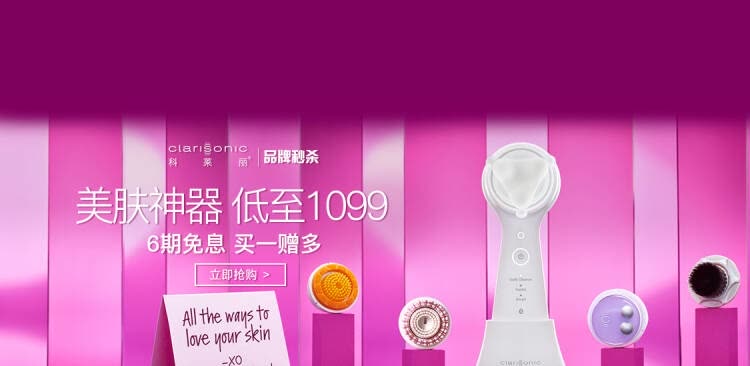 clarisonic
科莱丽®
品牌秒杀
美肤神器 低至1099
6期免息 买一赠多
立即抢购 >
All the ways to
love your skin
-XO
clarisonic